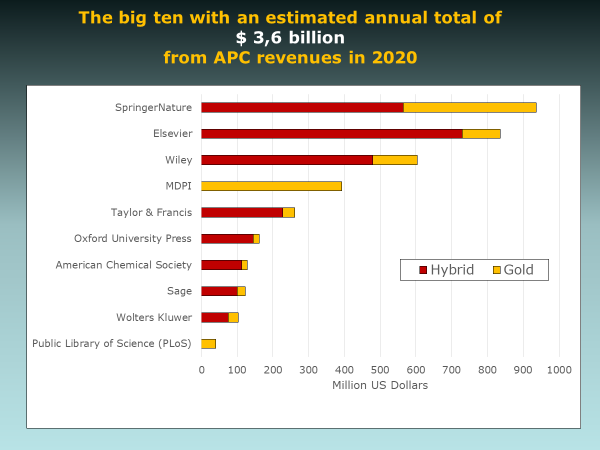 The big ten with an estimated annual total of
$ 3,6 billion
from APC revenues in 2020
SpringerNature
Elsevier
Wiley
MDPI
Taylor & Francis
Oxford University Press
American Chemical Society
Sage
Wolters Kluwer
Public Library of Science (PLoS)
Hybrid Gold
0 100 200 300 400 500 600 700 800 900 1000
Million US Dollars